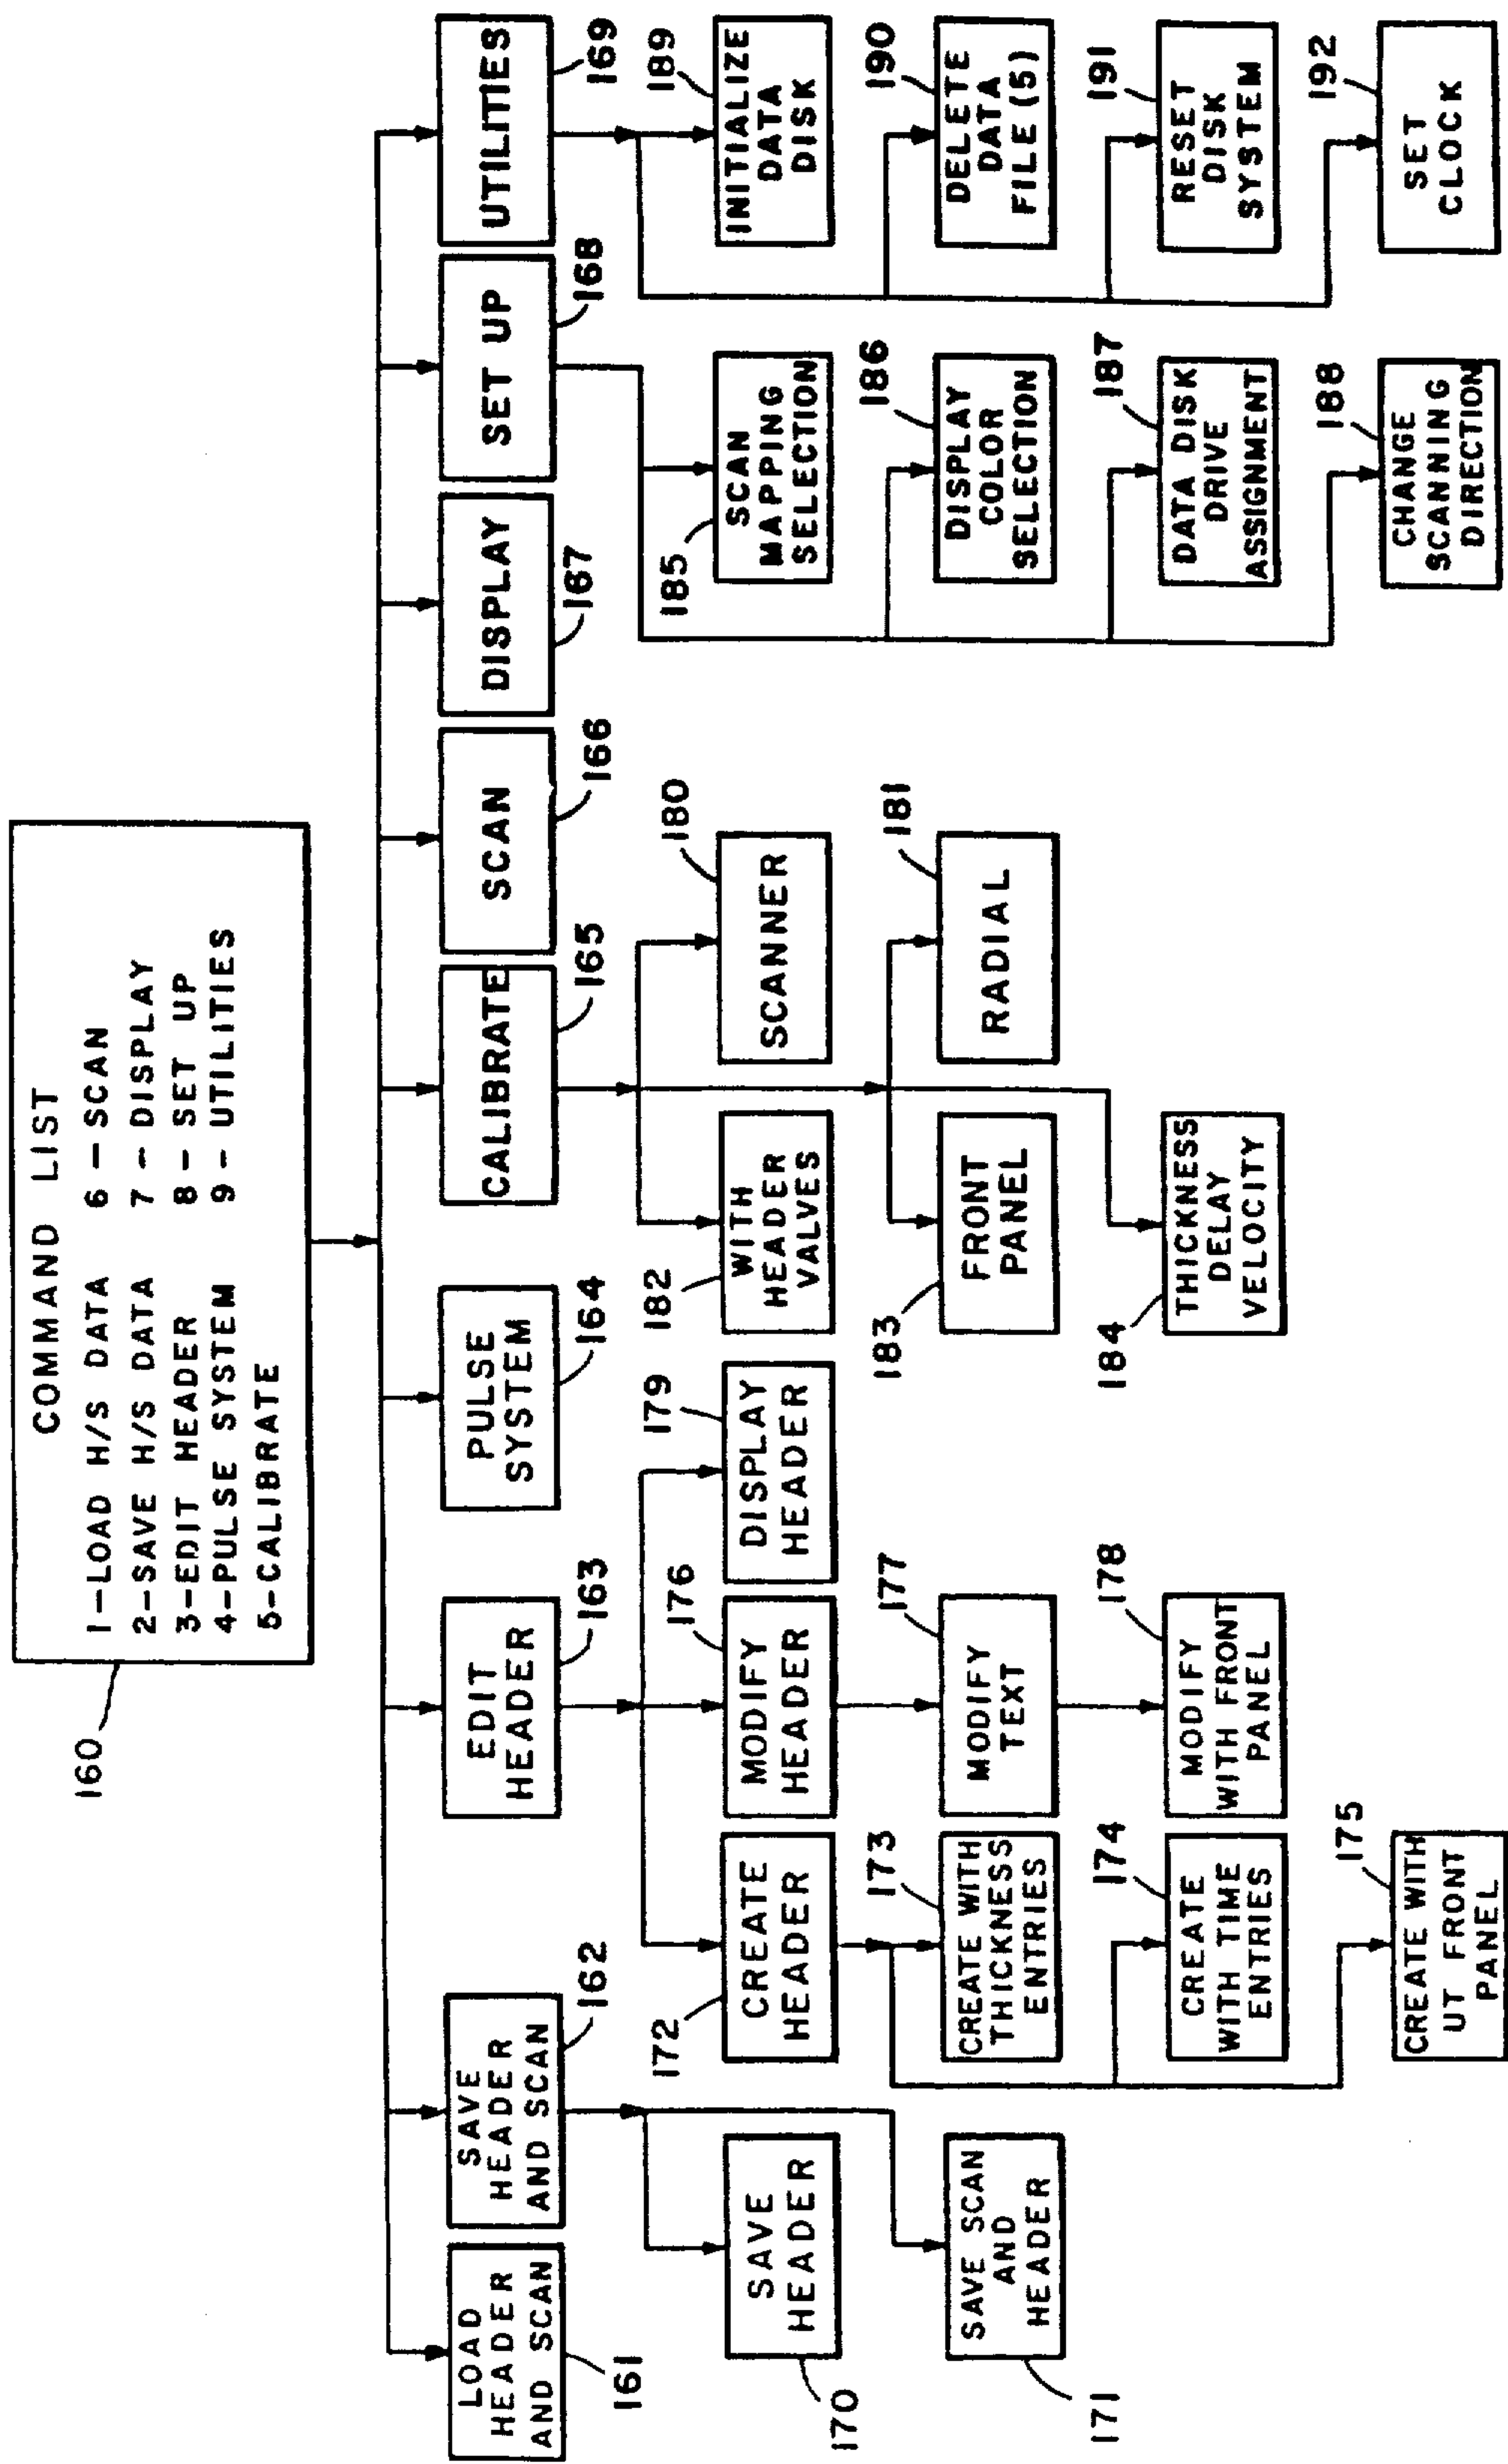 COMMAND LIST
1-LOAD H/S DATA 6-SCAN
2-SAVE H/S DATA 7-DISPLAY
3-EDIT HEADER 8-SET UP
4-PULSE SYSTEM 9-UTILITIES
5-CALIBRATE
160
LOAD
HEADER
AND SCAN
161
SAVE
HEADER
AND SCAN
162
EDIT
HEADER
163
PULSE
SYSTEM
164
CALIBRATE
165
SCAN
166
DISPLAY
167
SET UP
168
UTILITIES
169
SAVE
HEADER
170
SAVE SCAN
AND
HEADER
171
CREATE
HEADER
172
CREATE WITH
THICKNESS
ENTRIES
173
CREATE
WITH TIME
ENTRIES
174
CREATE WITH
UT FRONT
PANEL
175
MODIFY
HEADER
176
MODIFY
TEXT
177
MODIFY
WITH FRONT
PANEL
178
DISPLAY
HEADER
179
WITH
HEADER
VALVES
182
SCANNER
180
FRONT
PANEL
183
RADIAL
181
THICKNESS
DELAY
VELOCITY
184
SCAN
MAPPING
SELECTION
185
DISPLAY
COLOR
SELECTION
186
DATA DISK
DRIVE
ASSIGNMENT
187
CHANGE
SCANNING
DIRECTION
188
INITIALIZE
DATA
DISK
189
DELETE
DATA
FILE(5)
190
RESET
DISK
SYSTEM
191
SET
CLOCK
192